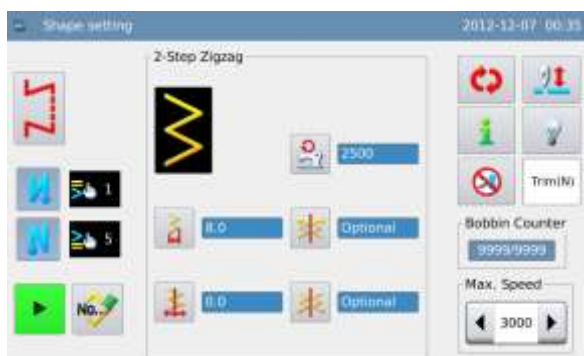 Shape setting
2012-12-07 00:35
2-Step Zigzag
2500
1
Trim(N)
8.0
Optional
5
Bobbin Counter
9999/9999
Max. Speed
0.0
Optional
No...
3000